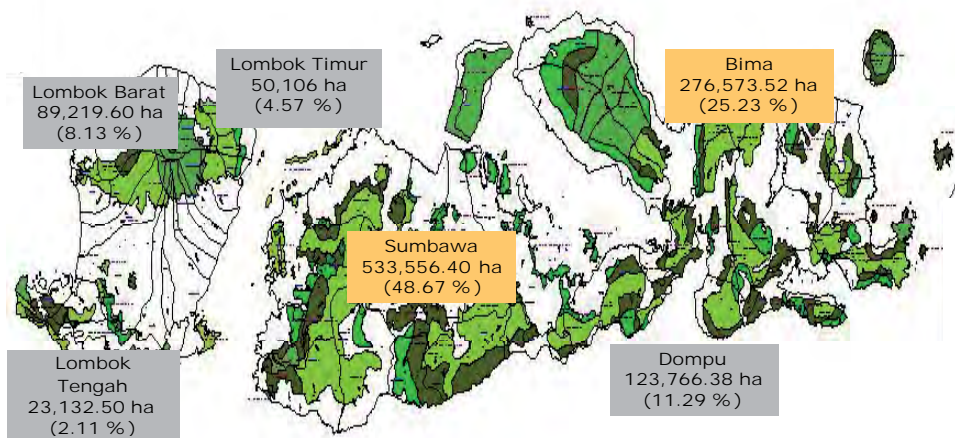 Lombok Timur
50,106 ha
(4.57 %)
Lombok Barat
89,219.60 ha
(8.13 %)
Bima
276,573.52 ha
(25.23 %)
Sumbawa
533,556.40 ha
(48.67 %)
Lombok
Tengah
23,132.50 ha
(2.11 %)
Dompu
123,766.38 ha
(11.29 %)